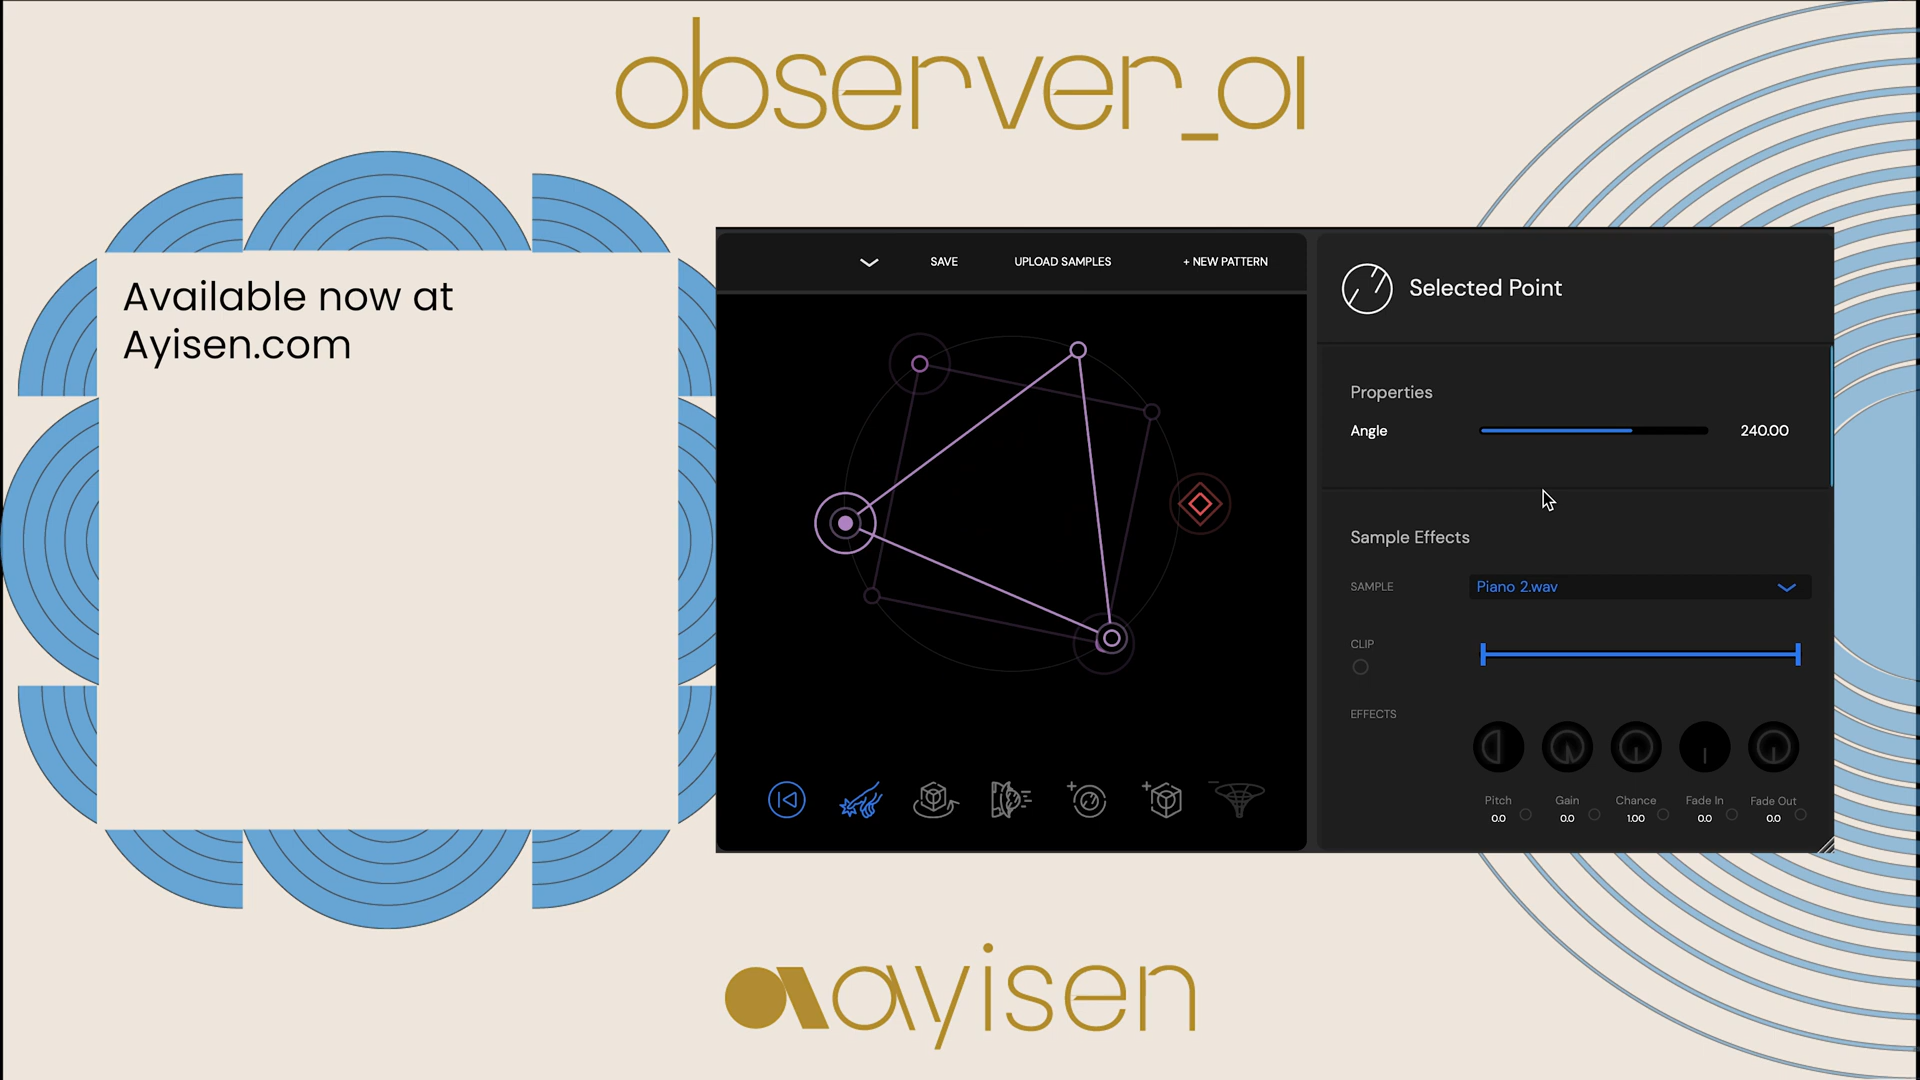 observer_01
Available now at
Ayisen.com
SAVE
UPLOAD SAMPLES
+ NEW PATTERN
Selected Point
Properties
Angle
240.00
Sample Effects
SAMPLE
Piano 2.wav
CLIP
EFFECTS
Pitch
Gain
Chance
Fade In
Fade Out
0.0
0.0
1.00
0.0
0.0
ayisen